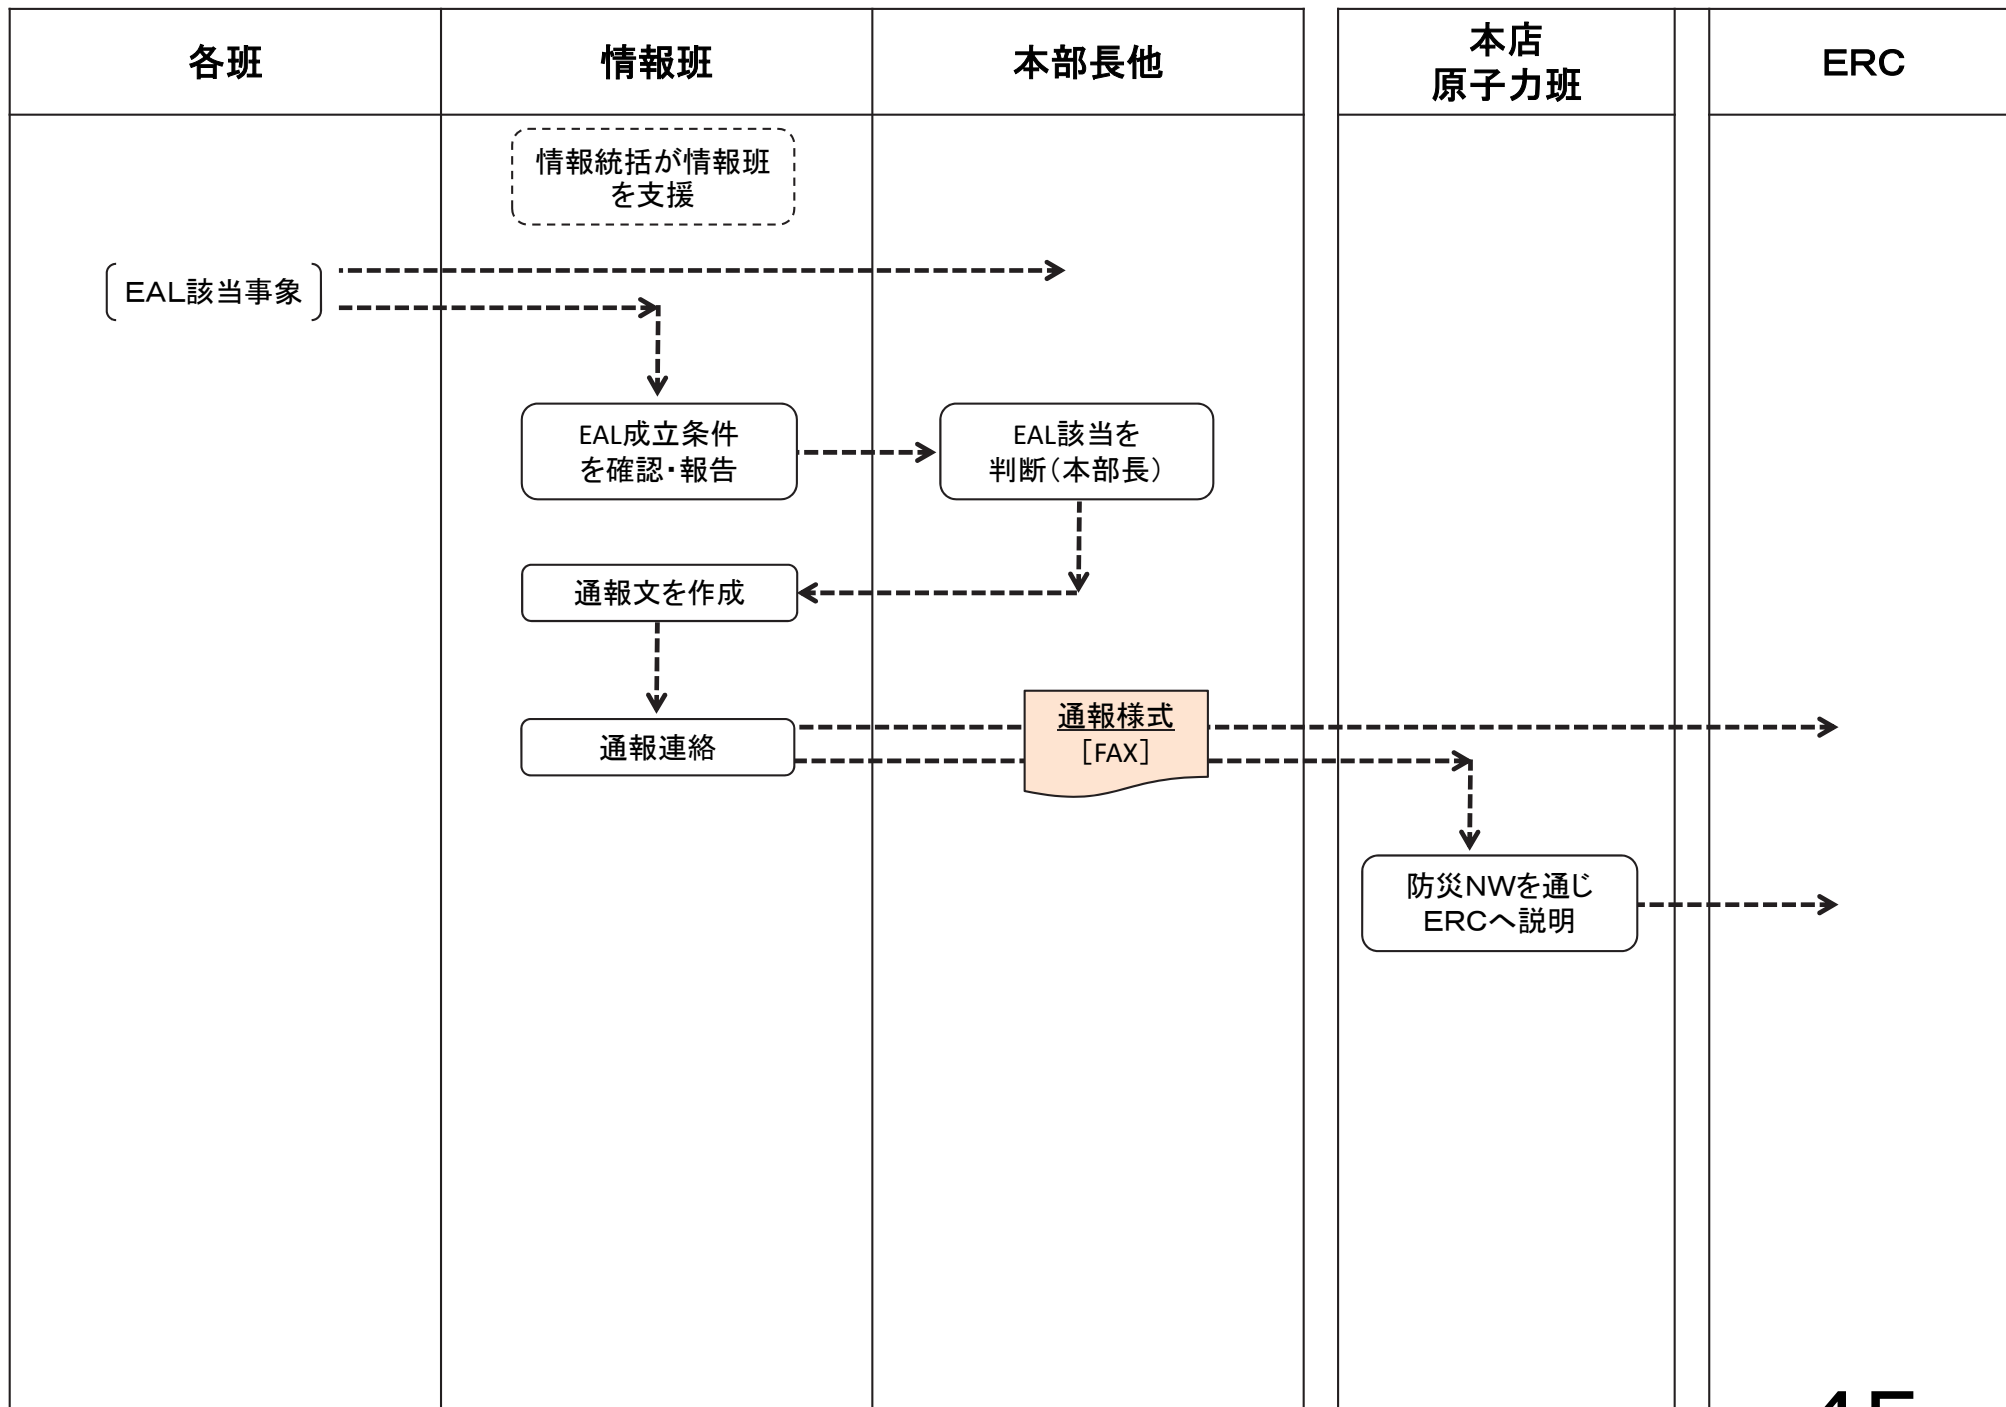 各班
情報班
本部長他
本店
原子力班
ERC
情報統括が情報班
を支援
EAL該当事象
EAL成立条件
を確認・報告
EAL該当を
判断（本部長）
通報文を作成
通報連絡
通報様式
［FAX］
防災NWを通じ
ERCへ説明